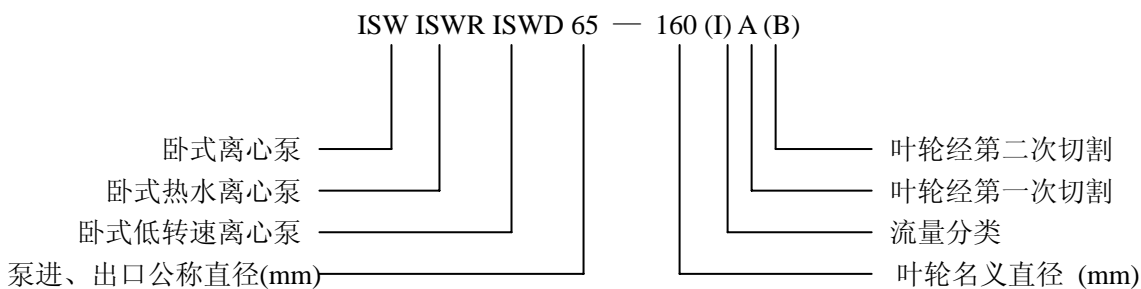 ISW ISWR ISWD 65 — 160 (I) A (B)
卧式离心泵
叶轮经第二次切割
卧式热水离心泵
叶轮经第一次切割
卧式低转速离心泵
流量分类
泵进、出口公称直径(mm)
叶轮名义直径 (mm)